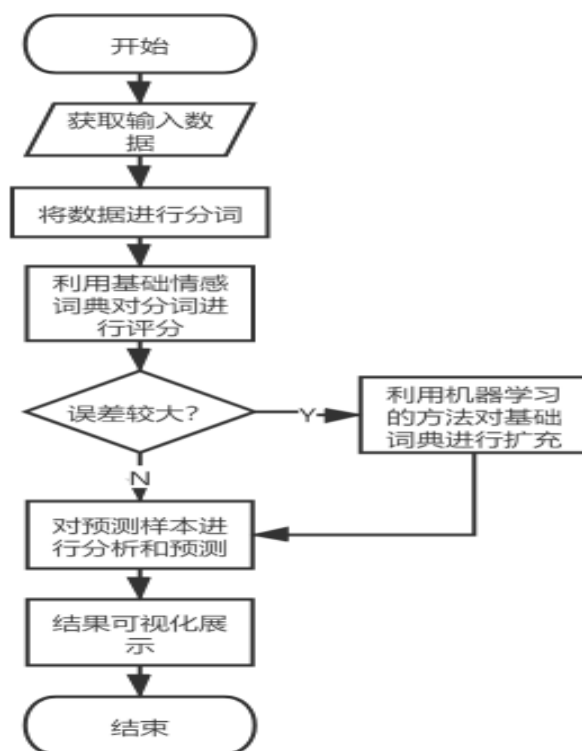 开始
获取输入数
据
将数据进行分词
利用基础情感
词典对分词进
行评分
误差较大?
Y
利用机器学习
的方法对基础
词典进行扩充
N
对预测样本进
行分析和预测
结果可视化展
示
结束